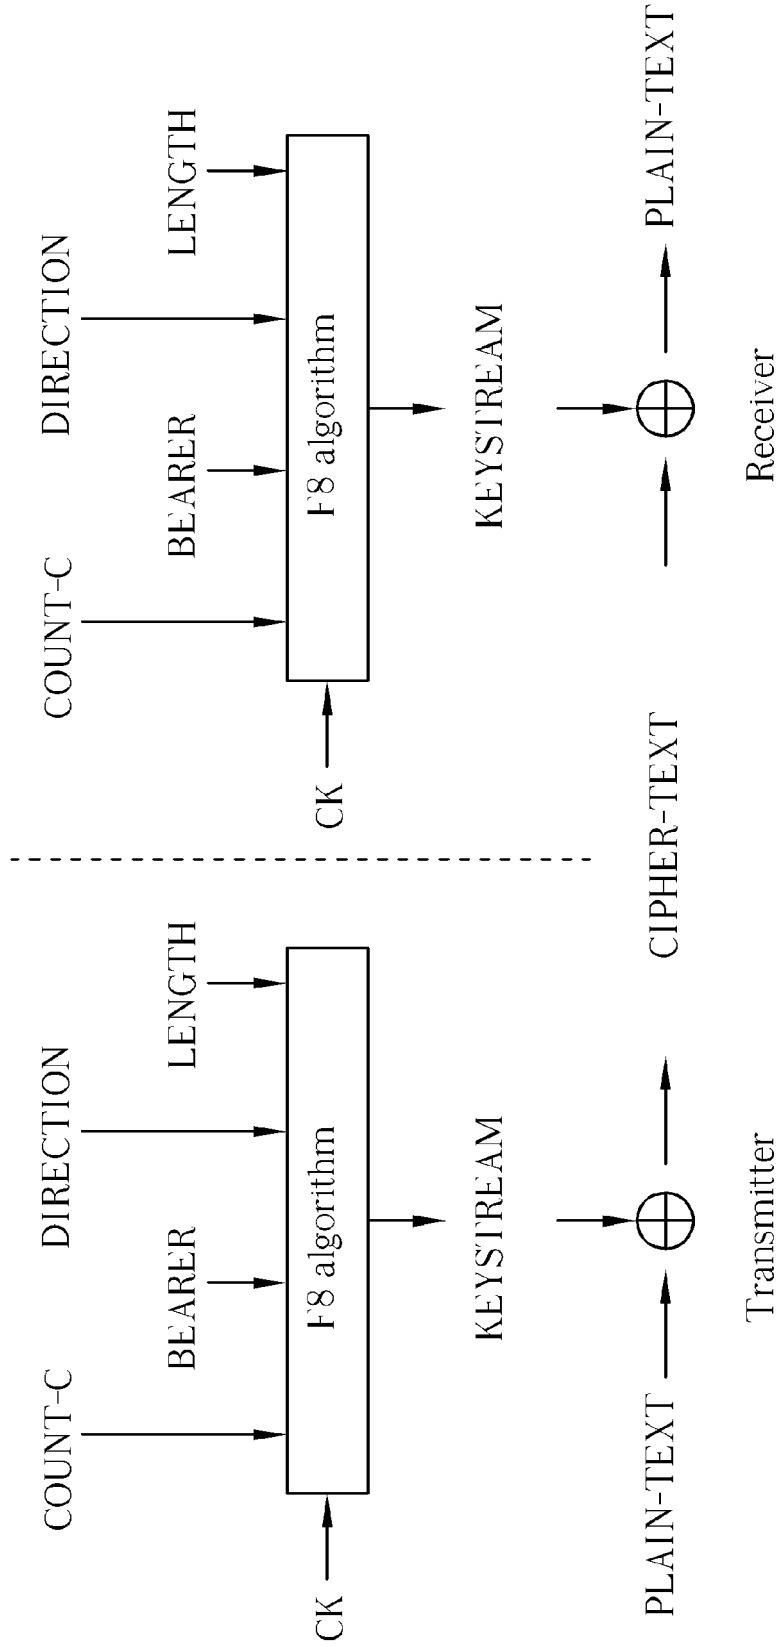 COUNT-C
DIRECTION
BEARER
LENGTH
CK
F8 algorithm
KEYSTREAM
PLAIN-TEXT
Transmitter
CIPHER-TEXT
COUNT-C
DIRECTION
BEARER
LENGTH
CK
F8 algorithm
KEYSTREAM
PLAIN-TEXT
Receiver